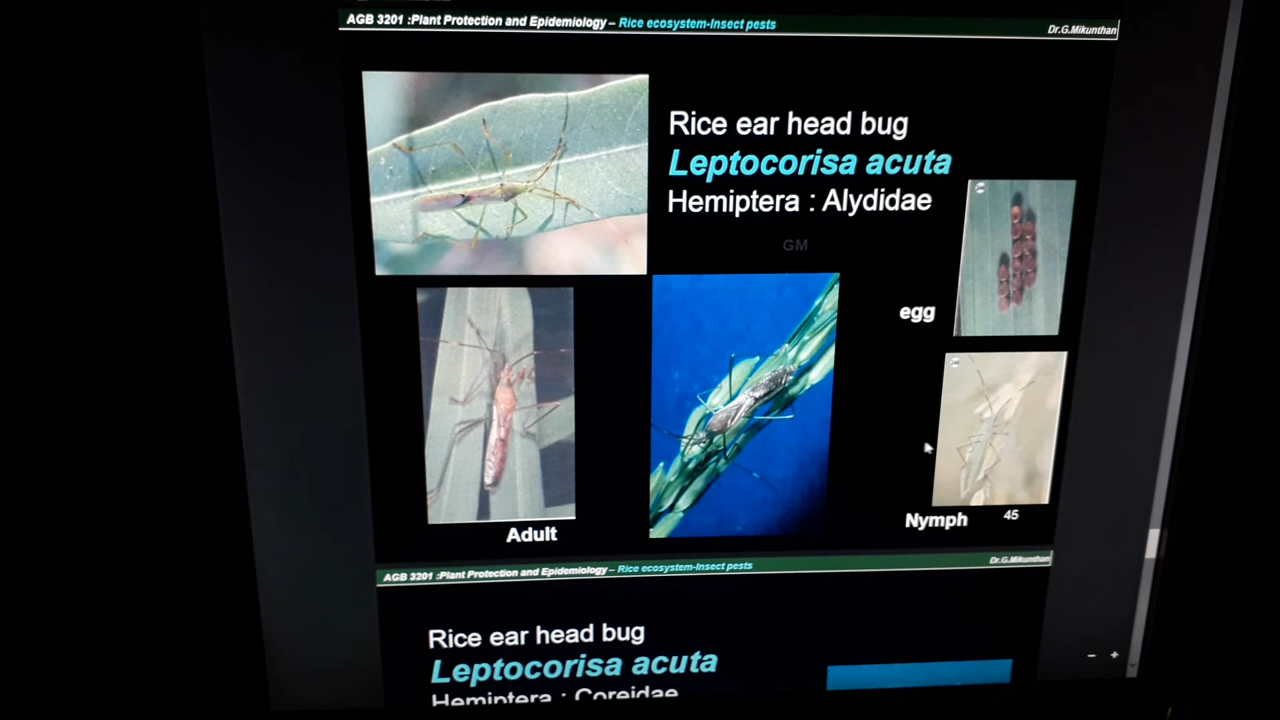 AGB 3201 :Plant Protection and Epidemiology – Rice ecosystem-Insect pests
Dr.G.Mikunthan
Rice ear head bug
Leptocorisa acuta
Hemiptera : Alydidae
GM
egg
Adult
Nymph
45
AGB 3201 :Plant Protection and Epidemiology – Rice ecosystem-Insect pests
Dr.G.Mikunthan
Rice ear head bug
Leptocorisa acuta
Hemiptera : Coreidae